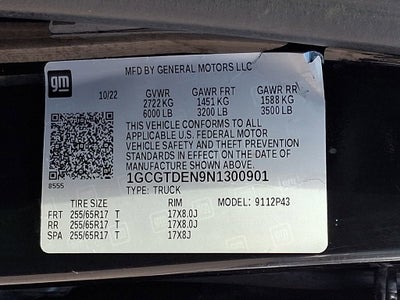 gm
MFD BY GENERAL MOTORS LLC
10/22 GVWR GAWR FRT GAWR RR
2722 KG 1451 KG 1588 KG
6000 LB 3200 LB 3500 LB
THIS VEHICLE CONFORMS TO ALL
APPLICABLE U.S. FEDERAL MOTOR
VEHICLE SAFETY AND THEFT PREVENTION
STANDARDS IN EFFECT ON THE DATE OF
MANUFACTURE SHOWN ABOVE.
1GCGTDEN9N1300901
8555 TYPE: TRUCK
TIRE SIZE RIM MODEL: 9112P43
FRT 255/65R17 T 17X8.0J
RR 255/65R17 T 17X8.0J
SPA 255/65R17 T 17X8J